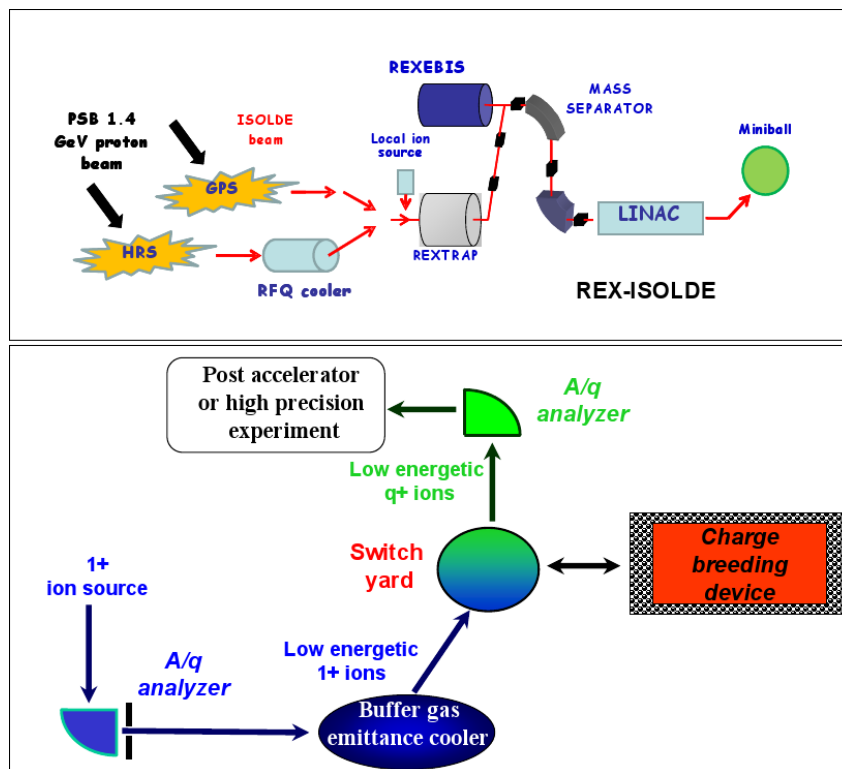 REXEBIS
MASS
SEPARATOR
PSB 1.4
GeV proton
beam
ISOLDE
beam
Local ion
source
Miniball
GPS
HRS
RFQ cooler
REXTRAP
LINAC
REX-ISOLDE
Post accelerator
or high precision
experiment
A/q
analyzer
Low energetic
q+ ions
Switch
yard
Charge
breeding
device
1+
ion source
A/q
analyzer
Low energetic
1+ ions
Buffer gas
emittance cooler